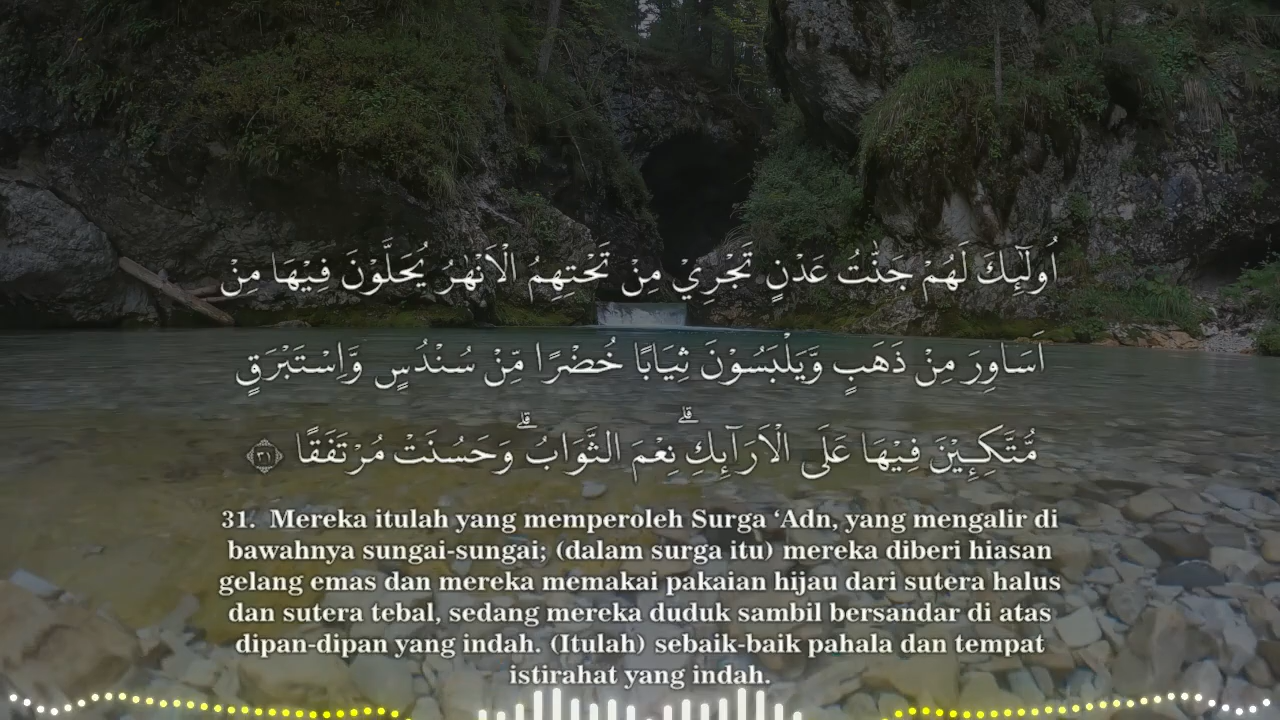 اُولٰۤىِٕكَ لَهُمْ جَنّٰتُ عَدْنٍ تَجْرِيْ مِنْ تَحْتِهِمُ الْاَنْهٰرُ يُحَلَّوْنَ فِيْهَا مِنْ
اَسَاوِرَ مِنْ ذَهَبٍ وَّيَلْبَسُوْنَ ثِيَابًا خُضْرًا مِّنْ سُنْدُسٍ وَّاِسْتَبْرَقٍ
مُّتَّكِـِٕيْنَ فِيْهَا عَلَى الْاَرَاۤىِٕكِۗ نِعْمَ الثَّوَابُۗ وَحَسُنَتْ مُرْتَفَقًا ٣١
31. Mereka itulah yang memperoleh Surga ‘Adn, yang mengalir di
bawahnya sungai-sungai; (dalam surga itu) mereka diberi hiasan
gelang emas dan mereka memakai pakaian hijau dari sutera halus
dan sutera tebal, sedang mereka duduk sambil bersandar di atas
dipan-dipan yang indah. (Itulah) sebaik-baik pahala dan tempat
istirahat yang indah.